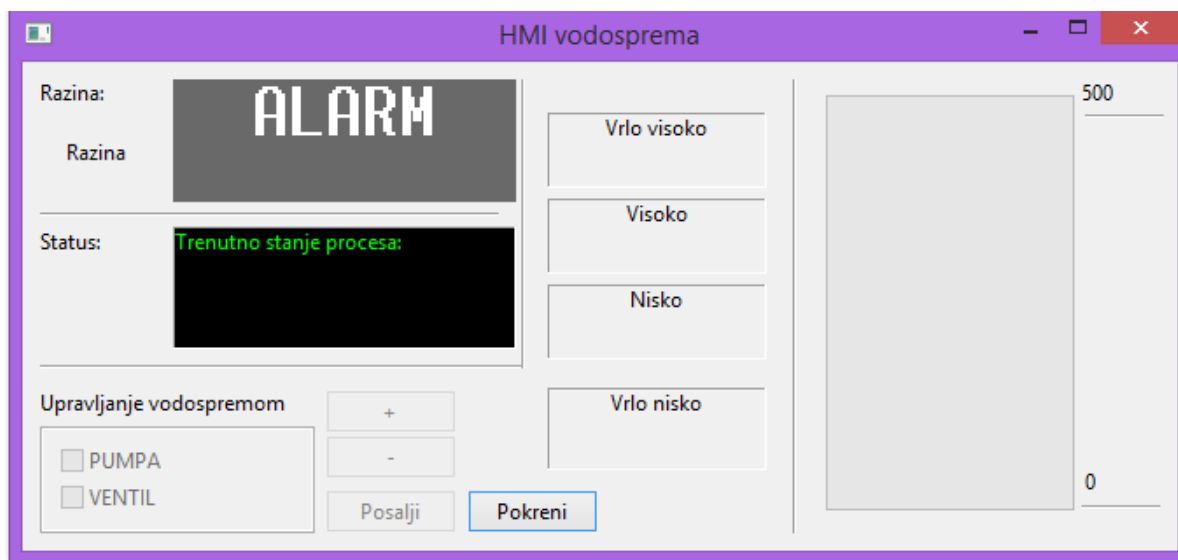 HMI vodosprema
Razina:
ALARM
Razina
Status:
Trenutno stanje procesa:
Upravljanje vodospremom
PUMPA
VENTIL
+
-
Posalji
Pokreni
Vrlo visoko
Visoko
Nisko
Vrlo nisko
500
0